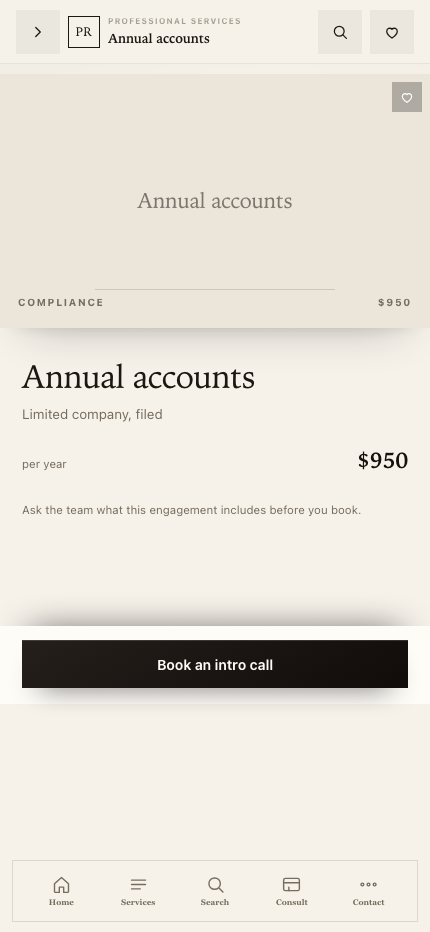 PR
PROFESSIONAL SERVICES
Annual accounts
Annual accounts
COMPLIANCE
$950
Annual accounts
Limited company, filed
per year
$950
Ask the team what this engagement includes before you book.
Book an intro call
Home
Services
Search
Consult
Contact